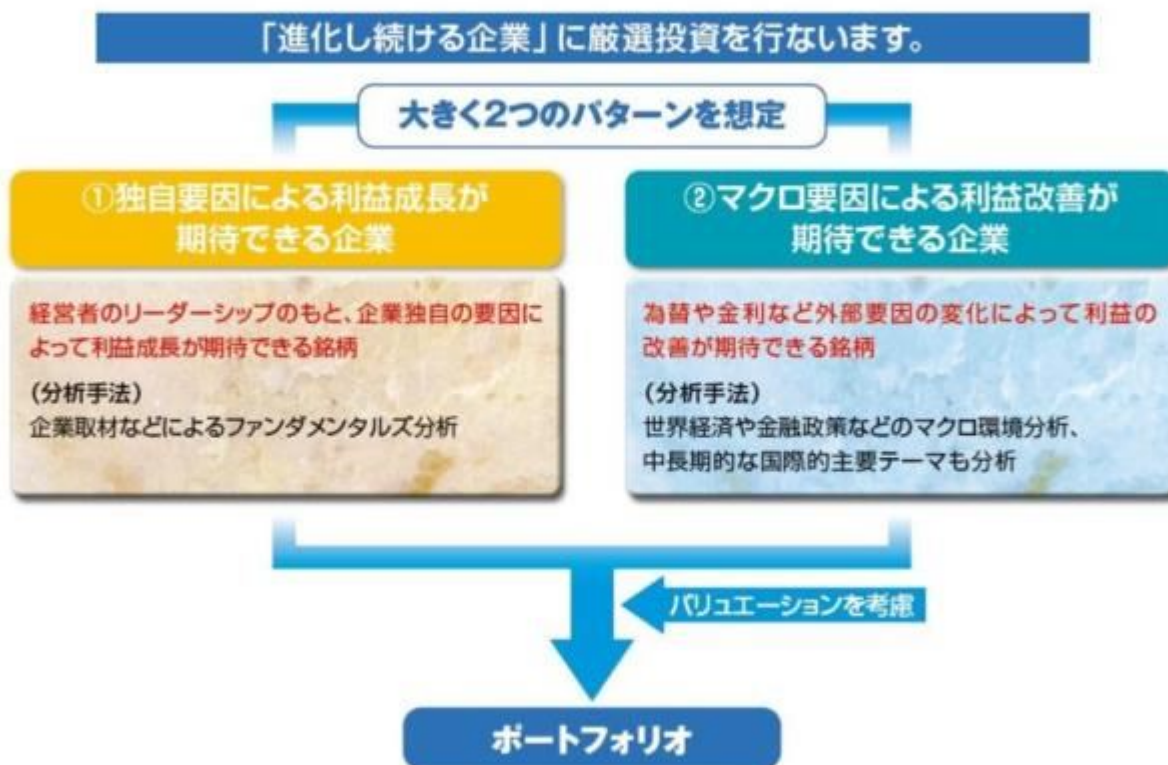 「進化し続ける企業」に厳選投資を行ないます。
大きく2つのパターンを想定
①独自要因による利益成長が
期待できる企業
経営者のリーダーシップのもと、企業独自の要因に
よって利益成長が期待できる銘柄
(分析手法)
企業取材などによるファンダメンタルズ分析
②マクロ要因による利益改善が
期待できる企業
為替や金利など外部要因の変化によって利益の
改善が期待できる銘柄
(分析手法)
世界経済や金融政策などのマクロ環境分析、
中長期的な国際的主要テーマも分析
バリュエーションを考慮
ポートフォリオ